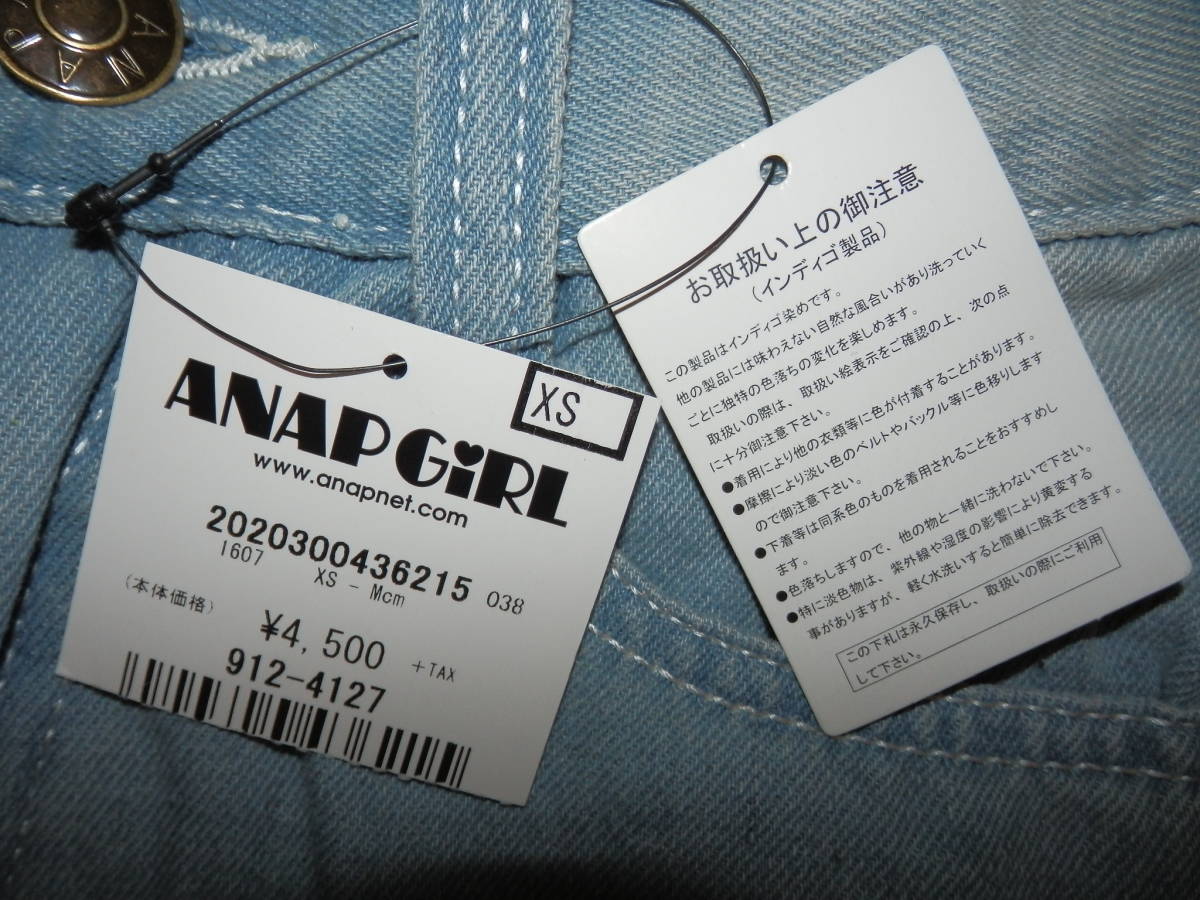 ANAP
XS
ANAP GiRL
www.anapnet.com
2020300436215
1607 XS - Mcm 038
(本体価格)
¥4,500 +TAX
912-4127
お取扱い上の御注意
(インディゴ製品)
この製品はインディゴ染めです。
他の製品には味わえない自然な風合いがあり洗っていく
ごとに独特の色落ちの変化を楽しめます。
取扱いの際は、取扱い絵表示をご確認の上、次の点
に十分御注意下さい。
●着用により他の衣類等に色が付着することがあります。
●摩擦により淡い色のベルトやバックル等に色移りします
ので御注意下さい。
●下着等は同系色のものを着用されることをおすすめし
ます。
●色落ちしますので、他の物と一緒に洗わないで下さい。
●特に淡色物は、紫外線や湿度の影響により黄変する
事がありますが、軽く水洗いすると簡単に除去できます。
この下札は永久保存し、取扱いの際にご利用
して下さい。